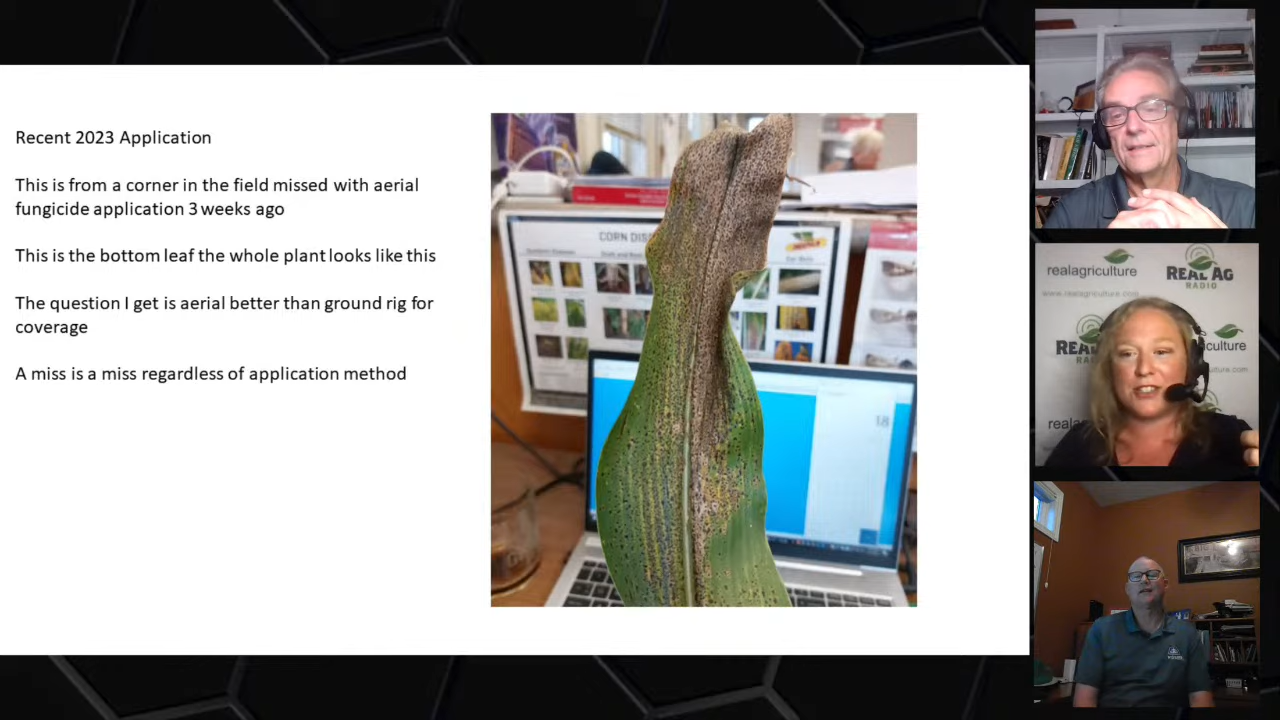 Recent 2023 Application
This is from a corner in the field missed with aerial
fungicide application 3 weeks ago
This is the bottom leaf the whole plant looks like this
The question I get is aerial better than ground rig for
coverage
A miss is a miss regardless of application method
CORN
18
realagriculture
REAL AG
RADIO
www.realagriculture.com
REAL